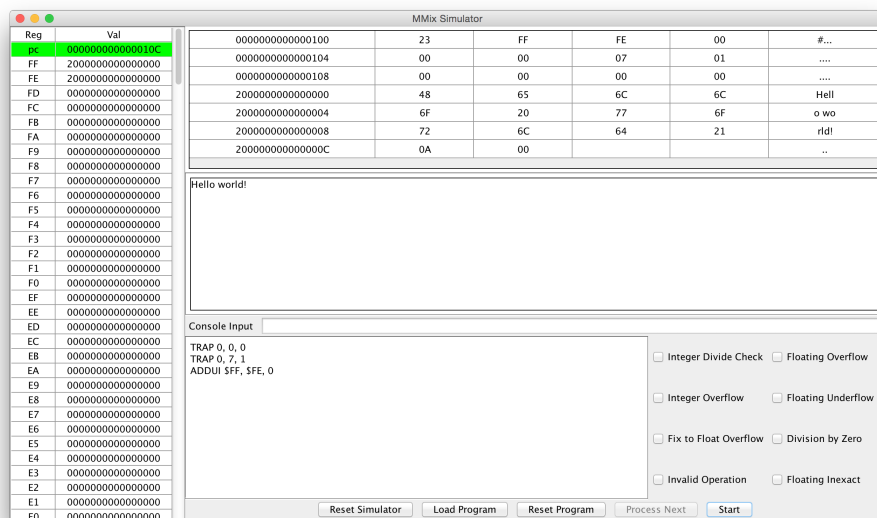 MMix Simulator
Reg Val
pc 000000000000010C
FF 2000000000000000
FE 2000000000000000
FD 0000000000000000
FC 0000000000000000
FB 0000000000000000
FA 0000000000000000
F9 0000000000000000
F8 0000000000000000
F7 0000000000000000
F6 0000000000000000
F5 0000000000000000
F4 0000000000000000
F3 0000000000000000
F2 0000000000000000
F1 0000000000000000
F0 0000000000000000
EF 0000000000000000
EE 0000000000000000
ED 0000000000000000
EC 0000000000000000
EB 0000000000000000
EA 0000000000000000
E9 0000000000000000
E8 0000000000000000
E7 0000000000000000
E6 0000000000000000
E5 0000000000000000
E4 0000000000000000
E3 0000000000000000
E2 0000000000000000
E1 0000000000000000
E0 0000000000000000
0000000000000100 23 FF FE 00 #...
0000000000000104 00 00 07 01 ....
0000000000000108 00 00 00 00 ....
2000000000000000 48 65 6C 6C Hell
2000000000000004 6F 20 77 6F o wo
2000000000000008 72 6C 64 21 rld!
200000000000000C 0A 00 ..
Hello world!
Console Input
TRAP 0, 0, 0
TRAP 0, 7, 1
ADDUI $FF, $FE, 0
Integer Divide Check Floating Overflow
Integer Overflow Floating Underflow
Fix to Float Overflow Division by Zero
Invalid Operation Floating Inexact
Reset Simulator Load Program Reset Program Process Next Start